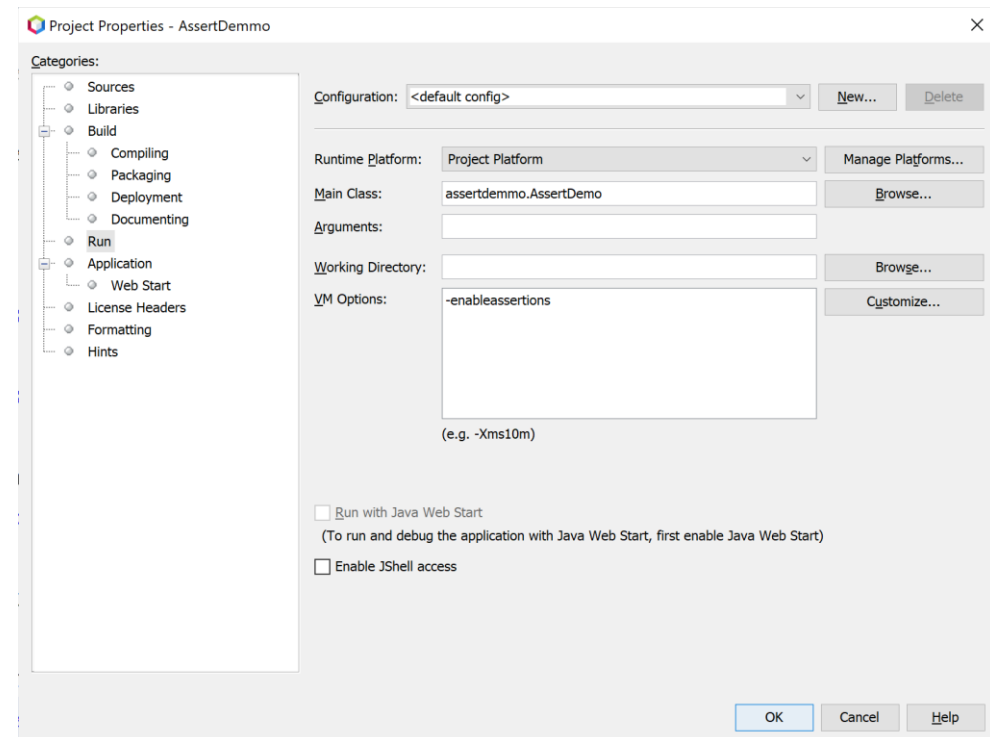 Project Properties - AssertDemmo
Categories:
Sources
Libraries
Build
Compiling
Packaging
Deployment
Documenting
Run
Application
Web Start
License Headers
Formatting
Hints
Configuration: <default config> New... Delete
Runtime Platform: Project Platform Manage Platforms...
Main Class: assertdemmo.AssertDemo Browse...
Arguments:
Working Directory: Browse...
VM Options: -enableassertions Customize...
(e.g. -Xms10m)
Run with Java Web Start
(To run and debug the application with Java Web Start, first enable Java Web Start)
Enable JShell access
OK Cancel Help